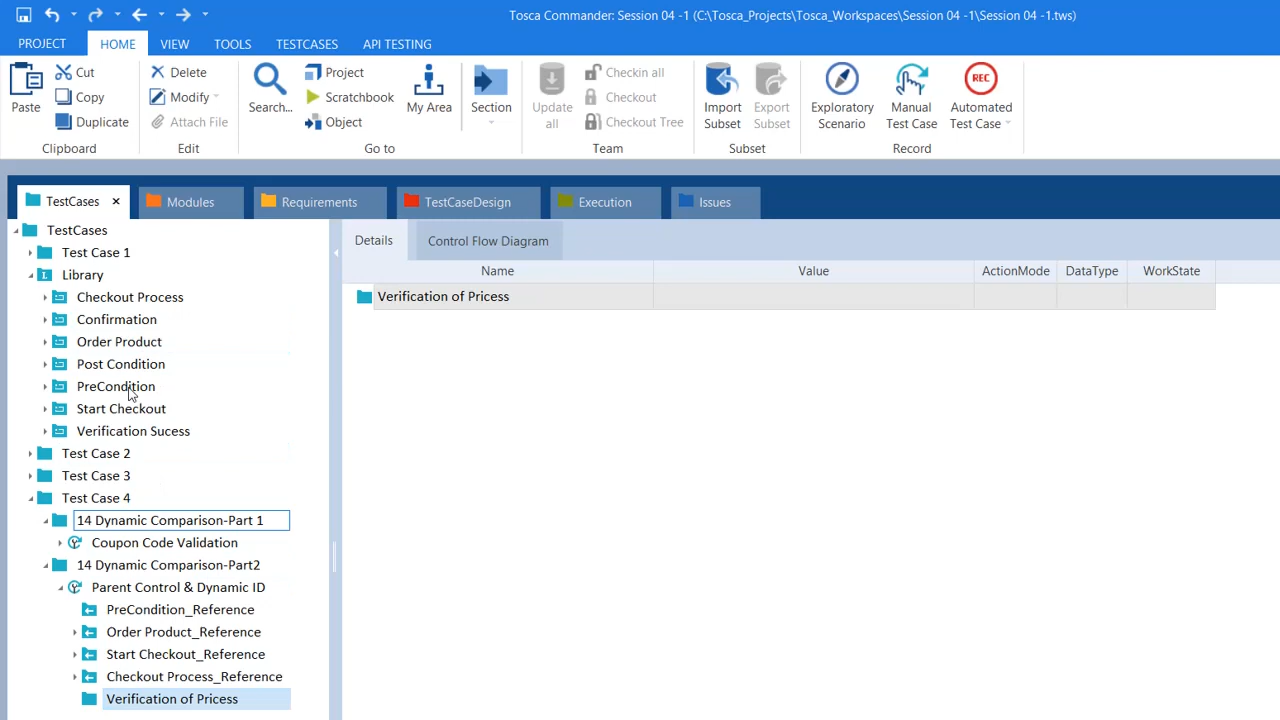 Tosca Commander: Session 04 -1 (C:\Tosca_Projects\Tosca_Workspaces\Session 04 -1\Session 04 -1.tws)
PROJECT HOME VIEW TOOLS TESTCASES API TESTING
Paste
Cut
Copy
Duplicate
Clipboard
Delete
Modify
Attach File
Edit
Search...
Project
Scratchbook
Object
My Area
Go to
Section
Update all
Checkin all
Checkout
Checkout Tree
Team
Import Subset
Export Subset
Subset
Exploratory Scenario
Manual Test Case
REC
Automated Test Case
Record
TestCases × Modules Requirements TestCaseDesign Execution Issues
TestCases
Test Case 1
L Library
Checkout Process
Confirmation
Order Product
Post Condition
PreCondition
Start Checkout
Verification Sucess
Test Case 2
Test Case 3
Test Case 4
14 Dynamic Comparison-Part 1
Coupon Code Validation
14 Dynamic Comparison-Part2
Parent Control & Dynamic ID
PreCondition_Reference
Order Product_Reference
Start Checkout_Reference
Checkout Process_Reference
Verification of Pricess
Details Control Flow Diagram
Name Value ActionMode DataType WorkState
Verification of Pricess